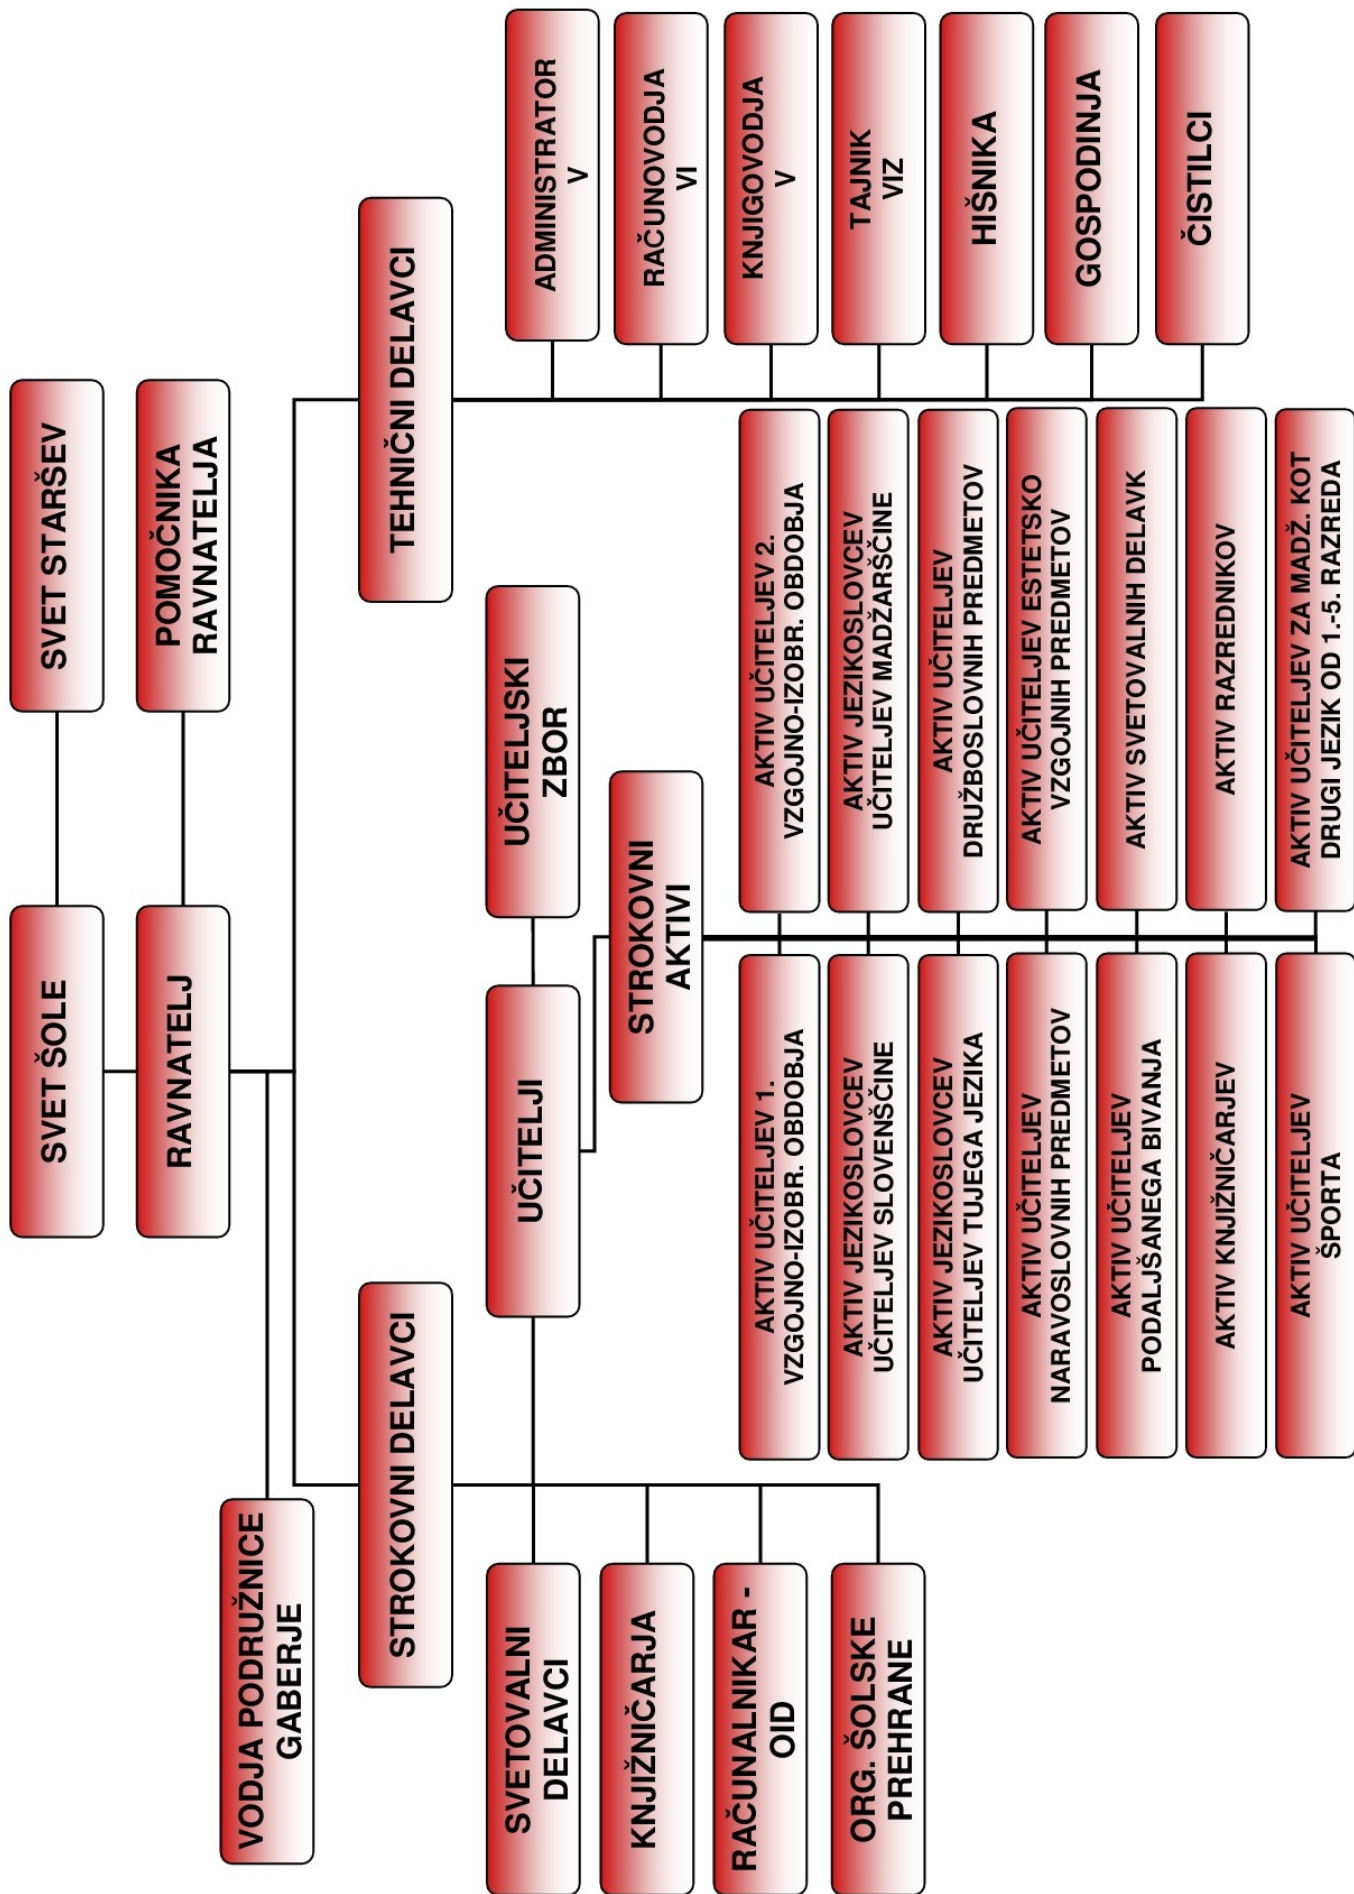 SVET ŠOLE
SVET STARŠEV
RAVNATELJ
POMOČNIKA
RAVNATELJA
VODJA PODRUŽNICE
GABERJE
STROKOVNI DELAVCI
TEHNIČNI DELAVCI
SVETOVALNI
DELAVCI
KNJIŽNIČARJA
RAČUNALNIKAR -
OID
ORG. ŠOLSKE
PREHRANE
UČITELJI
UČITELJSKI
ZBOR
STROKOVNI
AKTIVI
AKTIV UČITELJEV 1.
VZGOJNO-IZOBR. OBDOBJA
AKTIV UČITELJEV 2.
VZGOJNO-IZOBR. OBDOBJA
AKTIV JEZIKOSLOVCEV
UČITELJEV SLOVENŠČINE
AKTIV JEZIKOSLOVCEV
UČITELJEV MADŽARŠČINE
AKTIV JEZIKOSLOVCEV
UČITELJEV TUJEGA JEZIKA
AKTIV UČITELJEV
DRUŽBOSLOVNIH PREDMETOV
AKTIV UČITELJEV
NARAVOSLOVNIH PREDMETOV
AKTIV UČITELJEV ESTETSKO
VZGOJNIH PREDMETOV
AKTIV UČITELJEV
PODALJŠANEGA BIVANJA
AKTIV SVETOVALNIH DELAVK
AKTIV KNJIŽNIČARJEV
AKTIV RAZREDNIKOV
AKTIV UČITELJEV
ŠPORTA
AKTIV UČITELJEV ZA MADŽ. KOT
DRUGI JEZIK OD 1.-5. RAZREDA
ADMINISTRATOR
V
RAČUNOVODJA
VI
KNJIGOVODJA
V
TAJNIK
VIZ
HIŠNIKA
GOSPODINJA
ČISTILCI